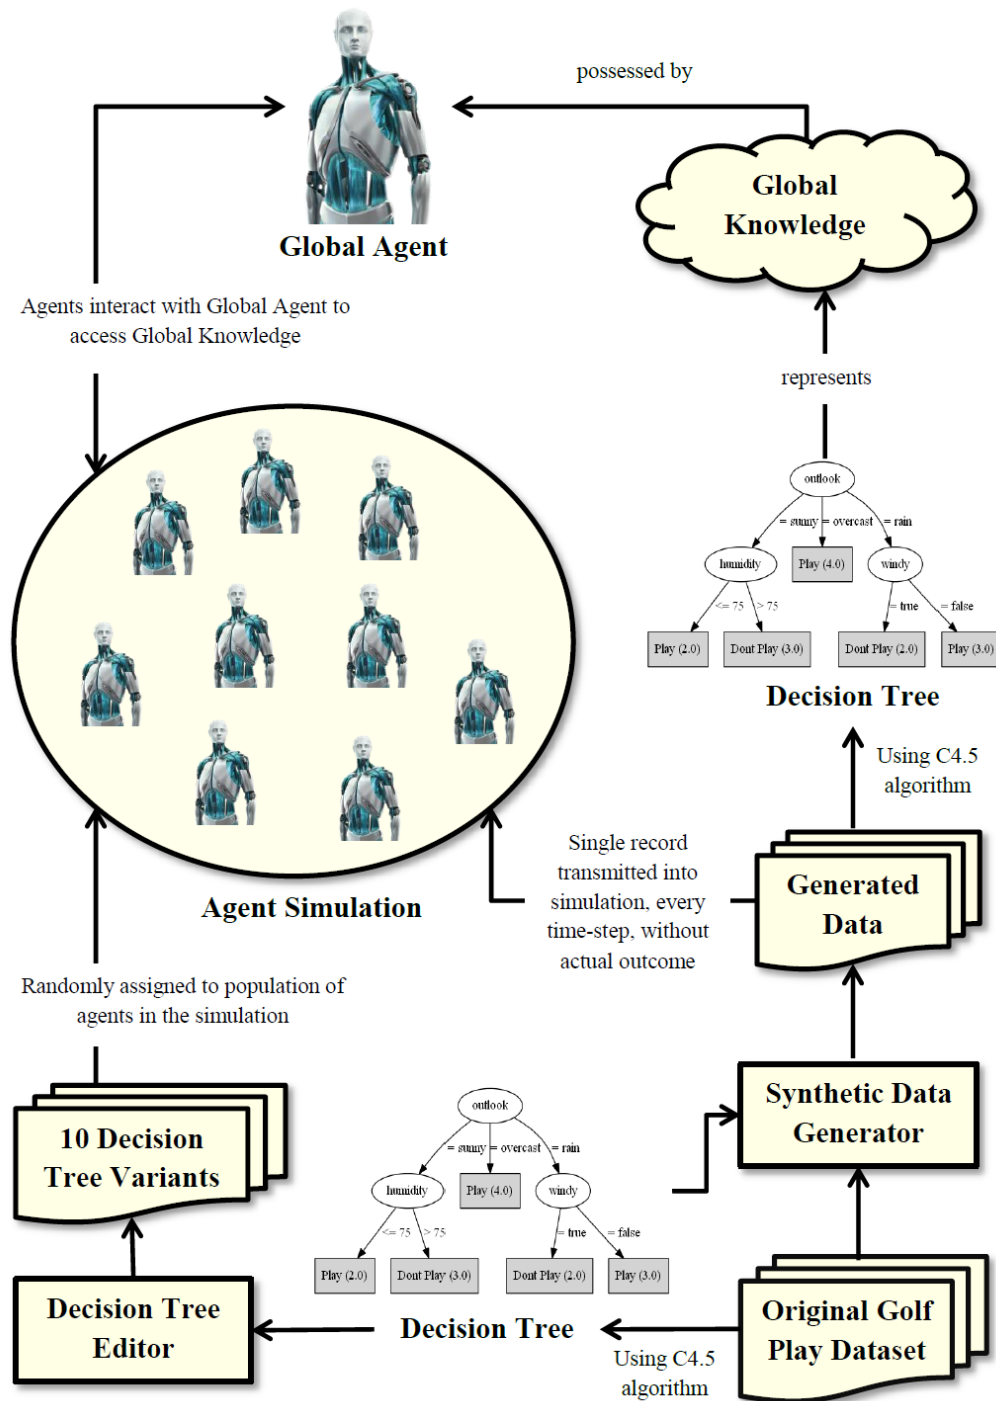 possessed by
Global
Knowledge
Global Agent
Agents interact with Global Agent to
access Global Knowledge
represents
outlook
= sunny = overcast = rain
humidity
Play (4.0)
windy
<= 75 > 75
= true = false
Play (2.0)
Dont Play (3.0)
Dont Play (2.0)
Play (3.0)
Decision Tree
Using C4.5
algorithm
Agent Simulation
Single record
transmitted into
simulation, every
time-step, without
actual outcome
Generated
Data
Randomly assigned to population of
agents in the simulation
Synthetic Data
Generator
10 Decision
Tree Variants
outlook
= sunny = overcast = rain
humidity
Play (4.0)
windy
<= 75 > 75
= true = false
Play (2.0)
Dont Play (3.0)
Dont Play (2.0)
Play (3.0)
Decision Tree
Editor
Decision Tree
Using C4.5
algorithm
Original Golf
Play Dataset